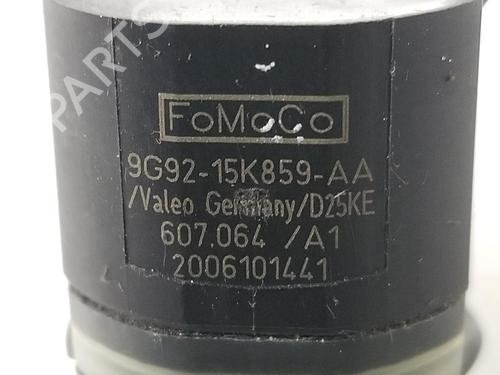 FoMoCo
9G92-15K859-AA
/Valeo Germany/D25KE
607.064 /A1
2006101441